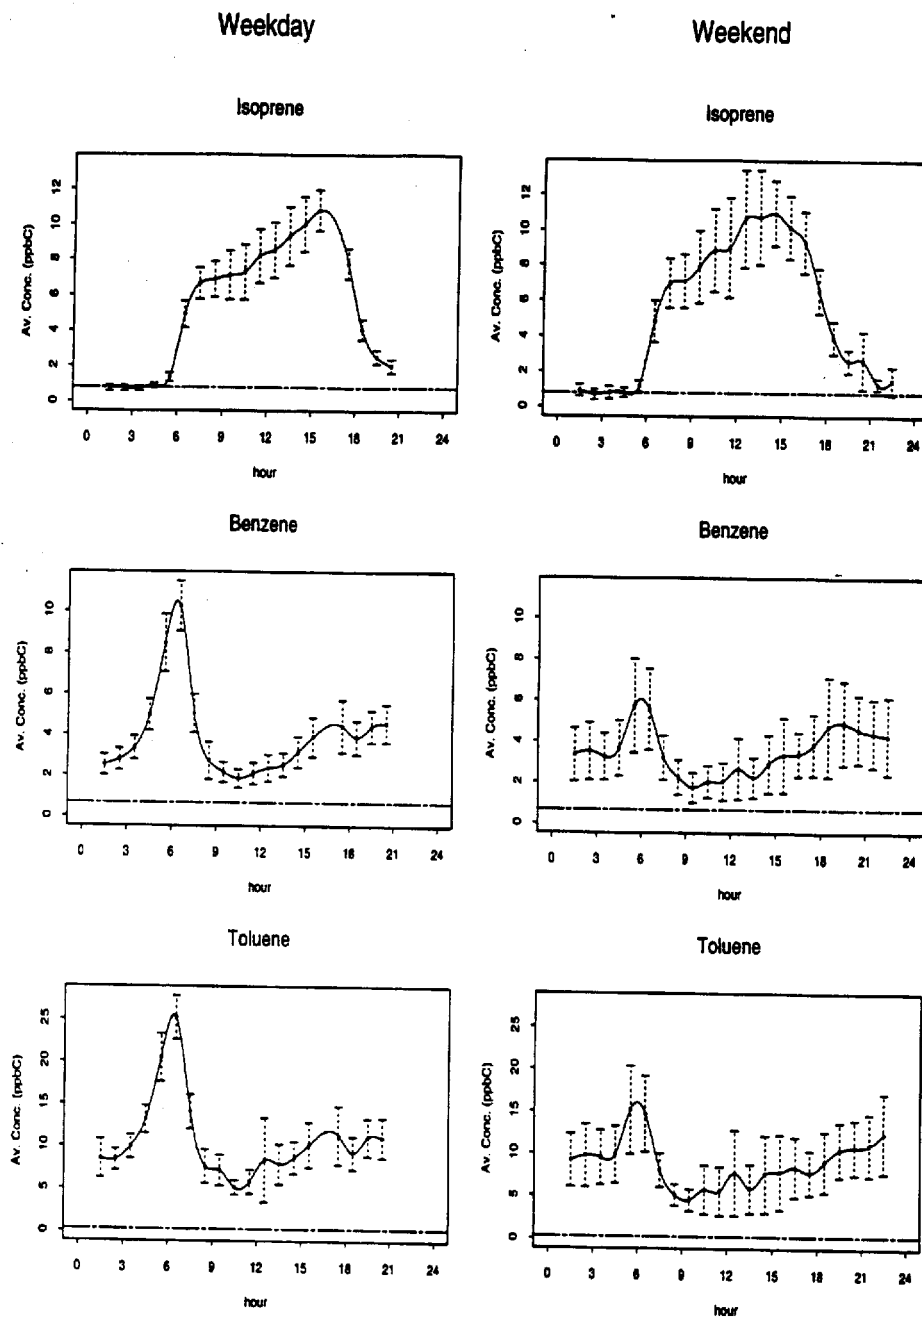 Weekday
Weekend
Isoprene
Av. Conc. (ppbC)
0 2 4 6 8 10 12
0 3 6 9 12 15 18 21 24
hour
Isoprene
Av. Conc. (ppbC)
0 2 4 6 8 10 12
0 3 6 9 12 15 18 21 24
hour
Benzene
Av. Conc. (ppbC)
0 2 4 6 8 10
0 3 6 9 12 15 18 21 24
hour
Benzene
Av. Conc. (ppbC)
0 2 4 6 8 10
0 3 6 9 12 15 18 21 24
hour
Toluene
Av. Conc. (ppbC)
0 5 10 15 20 25
0 3 6 9 12 15 18 21 24
hour
Toluene
Av. Conc. (ppbC)
0 5 10 15 20 25
0 3 6 9 12 15 18 21 24
hour